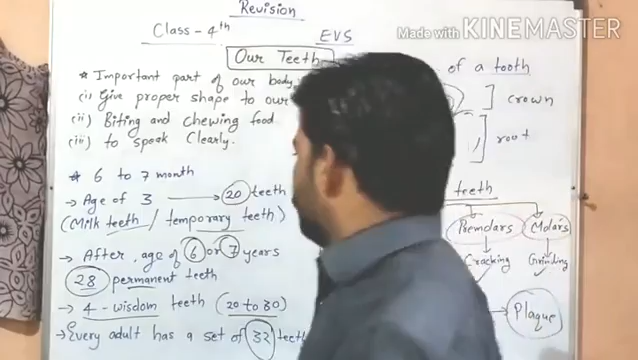 Revision
Class - 4th
EVS
Made with KINEMASTER
Our Teeth
of a tooth
* Important part of our body
(i) Give proper shape to our
crown
(ii) Biting and chewing food
root
(iii) to speak Clearly.
* 6 to 7 month
teeth
→ Age of 3 → 20 teeth
(Milk teeth / temporary teeth)
Premolars
Molars
→ After age of 6 or 7 years
Cracking
Grinding
28 permanent teeth
→ 4 - wisdom teeth (20 to 30)
Plaque
→ Every adult has a set of 32 teeth